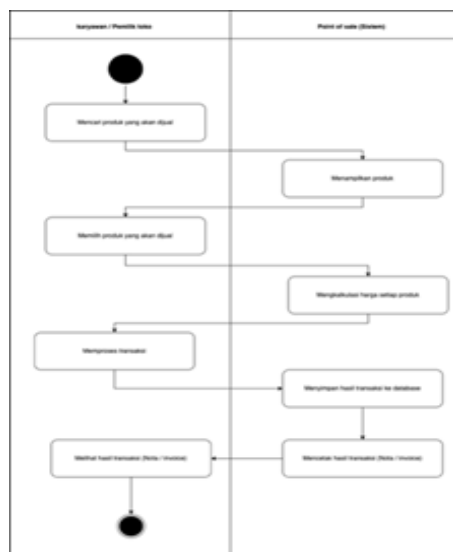 karyawan / Pemilik toko
Point of sale (Sistem)
Mencari produk yang akan dijual
Menampilkan produk
Memilih produk yang akan dijual
Mengkalkulasi harga setiap produk
Memproses transaksi
Menyimpan hasil transaksi ke database
Melihat hasil transaksi (Nota / Invoice)
Mencetak hasil transaksi (Nota / Invoice)